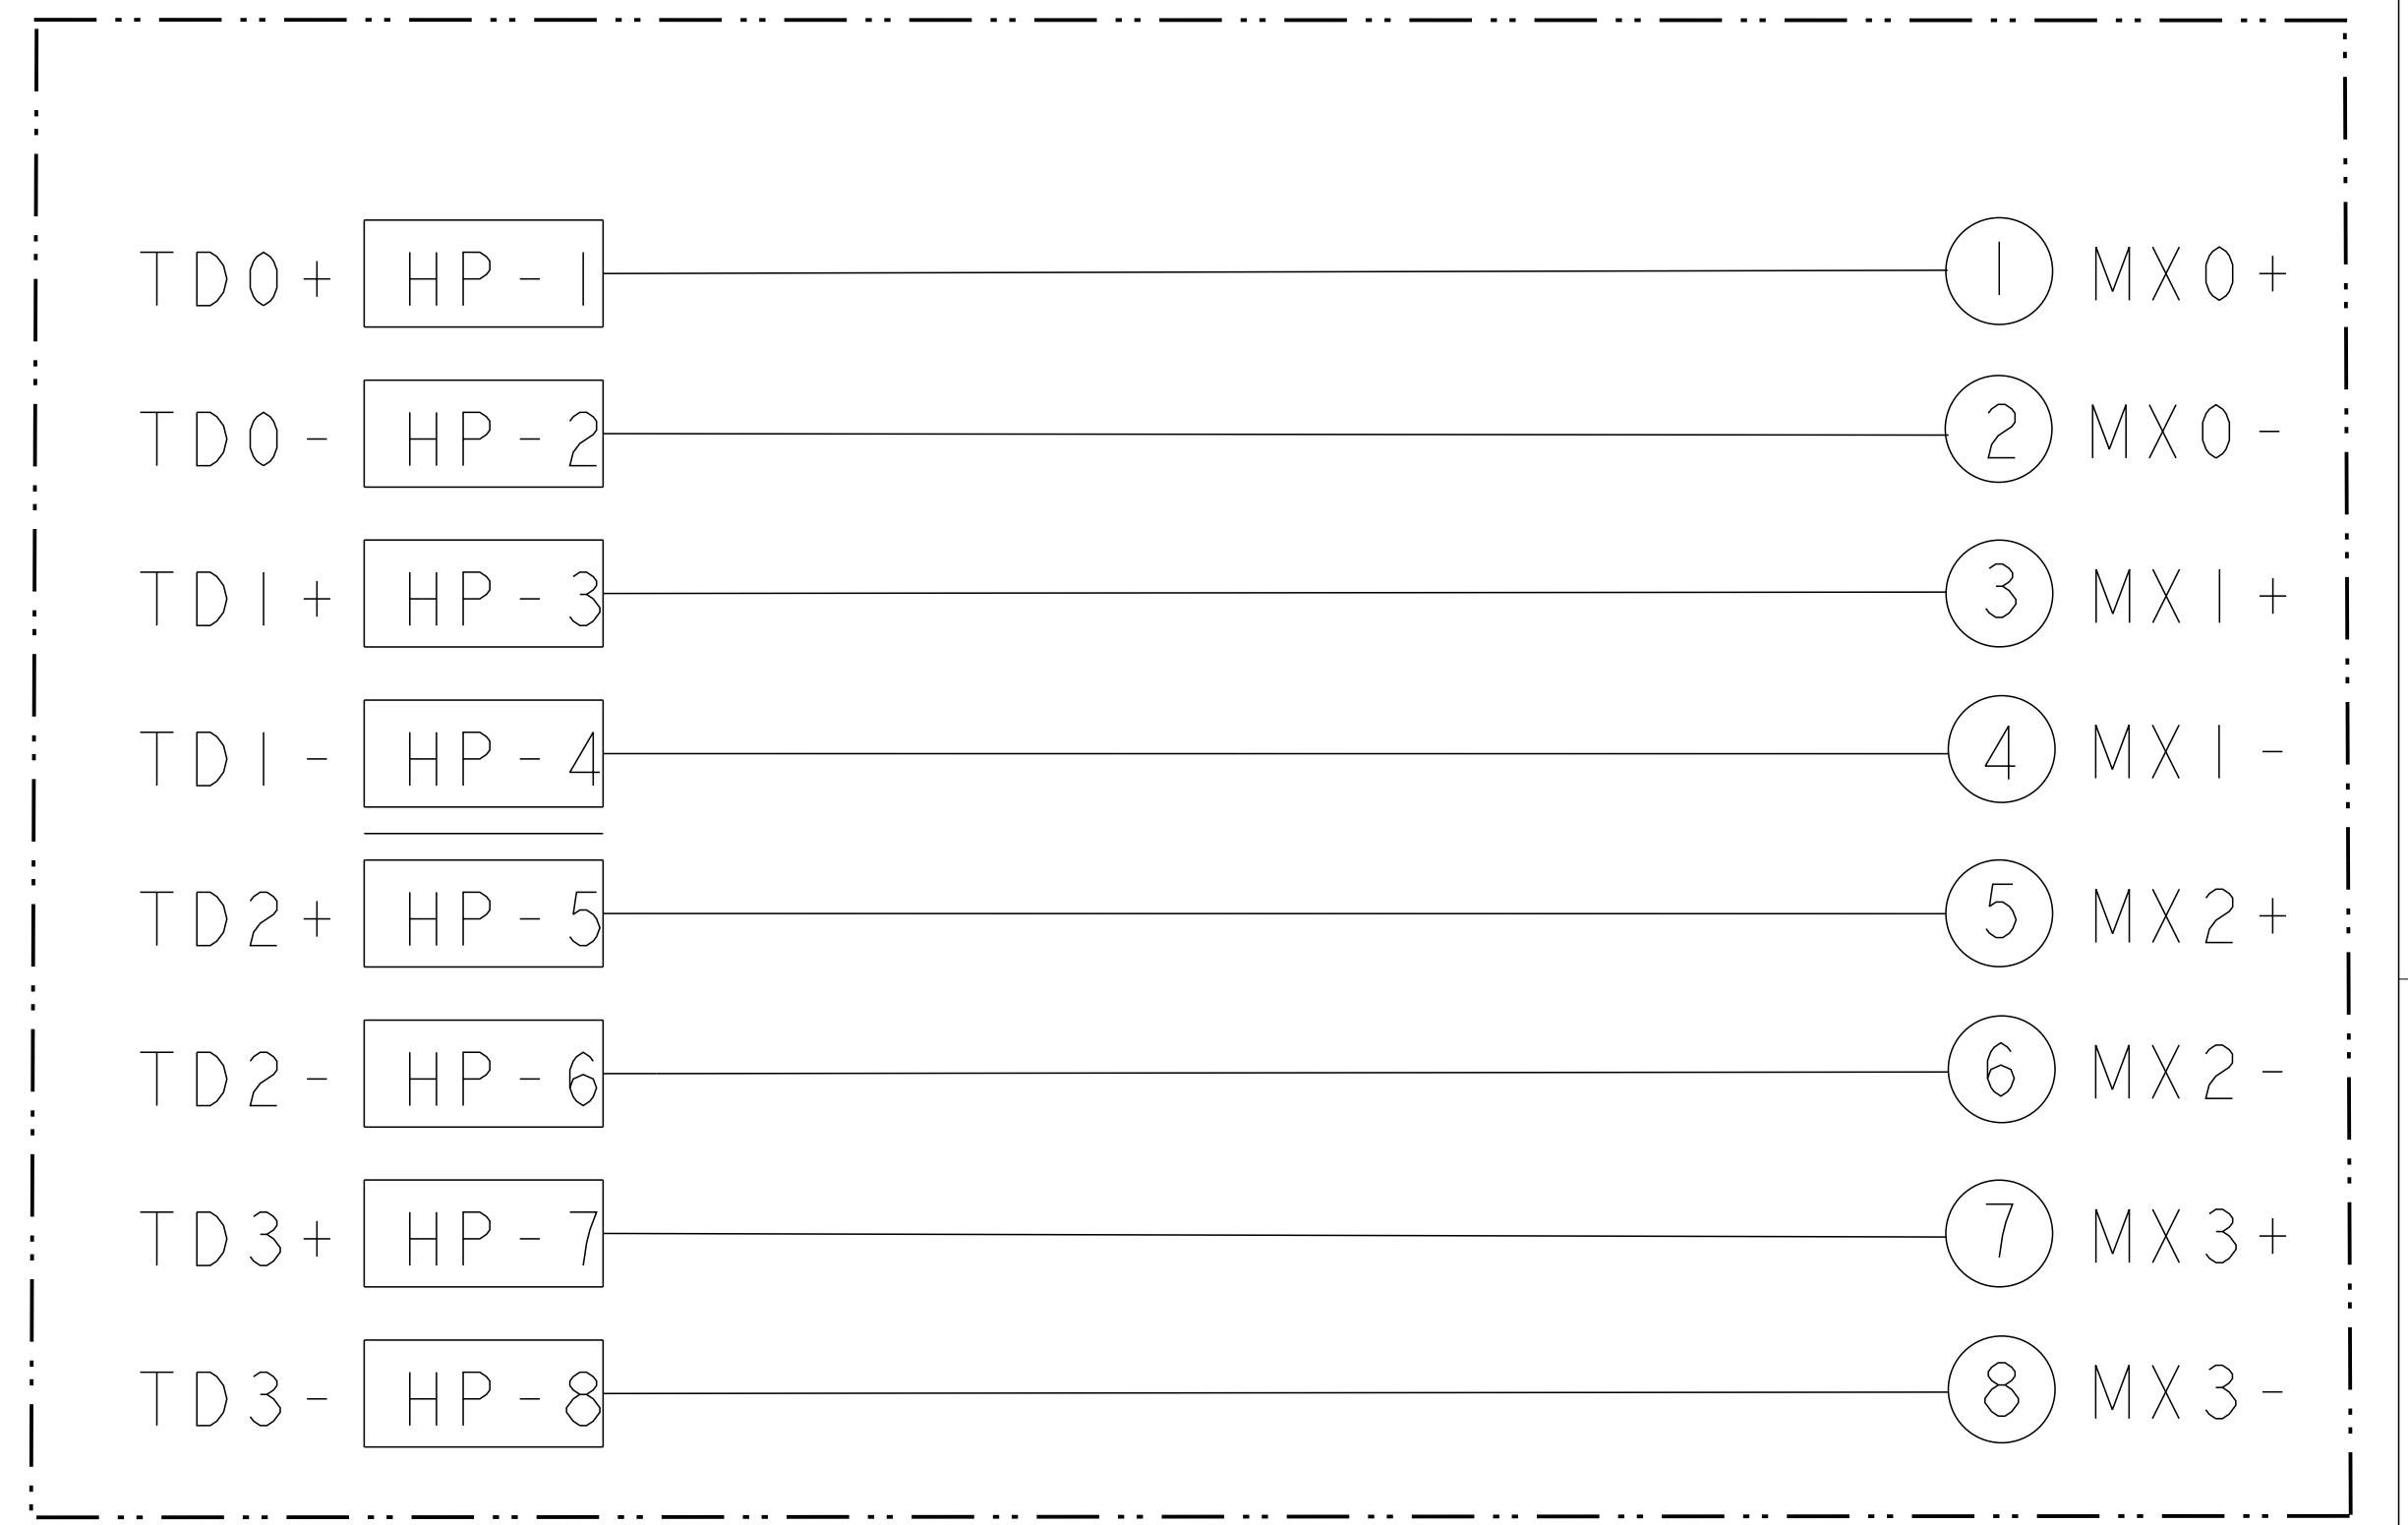 TD0+ HP-1 1 MX0+
TD0- HP-2 2 MX0-
TD1+ HP-3 3 MX1+
TD1- HP-4 4 MX1-
TD2+ HP-5 5 MX2+
TD2- HP-6 6 MX2-
TD3+ HP-7 7 MX3+
TD3- HP-8 8 MX3-